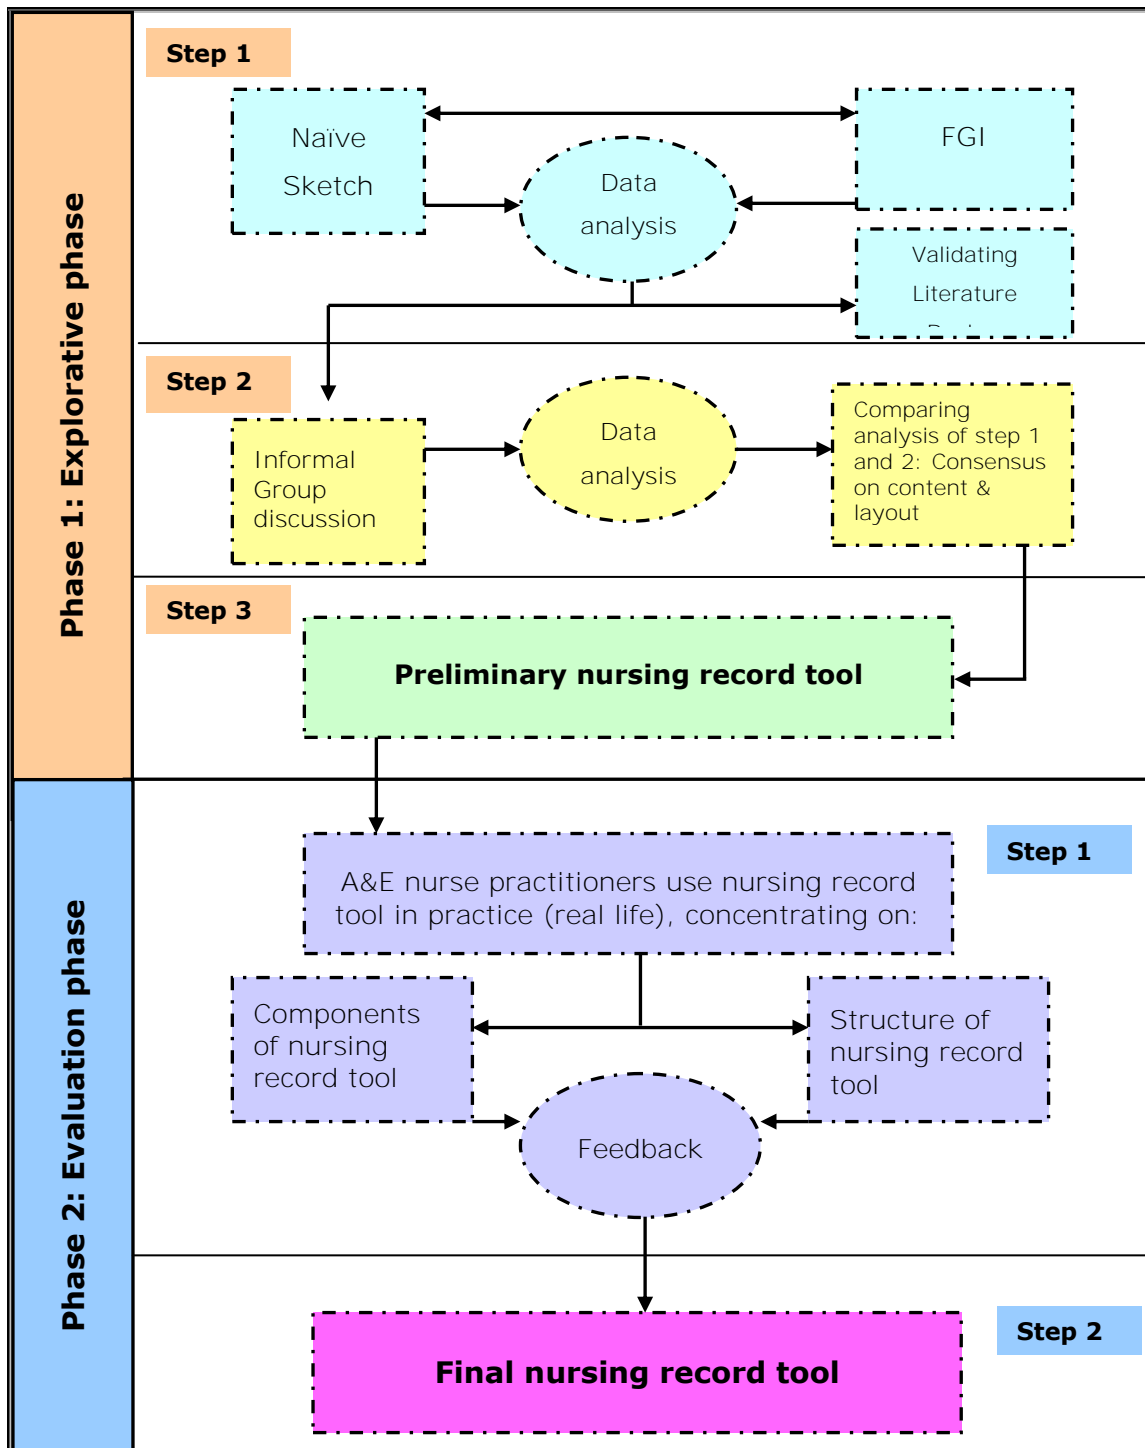 Phase 1: Explorative phase
Step 1
Naïve
Sketch
FGI
Data
analysis
Validating
Literature
Step 2
Informal
Group
discussion
Data
analysis
Comparing
analysis of step 1
and 2: Consensus
on content &
layout
Step 3
Preliminary nursing record tool
Phase 2: Evaluation phase
Step 1
A&E nurse practitioners use nursing record
tool in practice (real life), concentrating on:
Components
of nursing
record tool
Structure of
nursing record
tool
Feedback
Step 2
Final nursing record tool